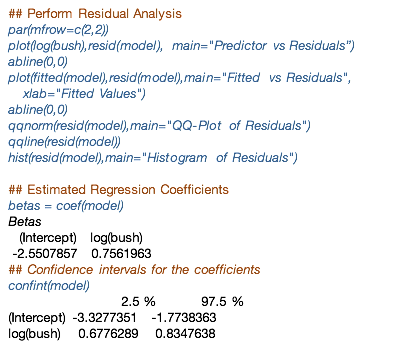 ## Perform Residual Analysis
par(mfrow=c(2,2))
plot(log(bush),resid(model), main="Predictor vs Residuals”)
abline(0,0)
plot(fitted(model),resid(model),main="Fitted vs Residuals",
xlab="Fitted Values")
abline(0,0)
qqnorm(resid(model),main="QQ-Plot of Residuals")
qqline(resid(model))
hist(resid(model),main="Histogram of Residuals")
## Estimated Regression Coefficients
betas = coef(model)
Betas
(Intercept) log(bush)
-2.5507857 0.7561963
## Confidence intervals for the coefficients
confint(model)
2.5 % 97.5 %
(Intercept) -3.3277351 -1.7738363
log(bush) 0.6776289 0.8347638